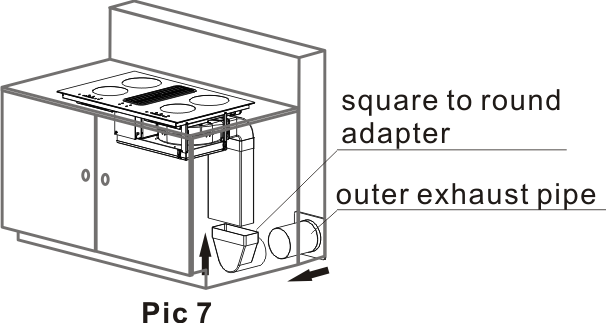 square to round
adapter
outer exhaust pipe
Pic 7